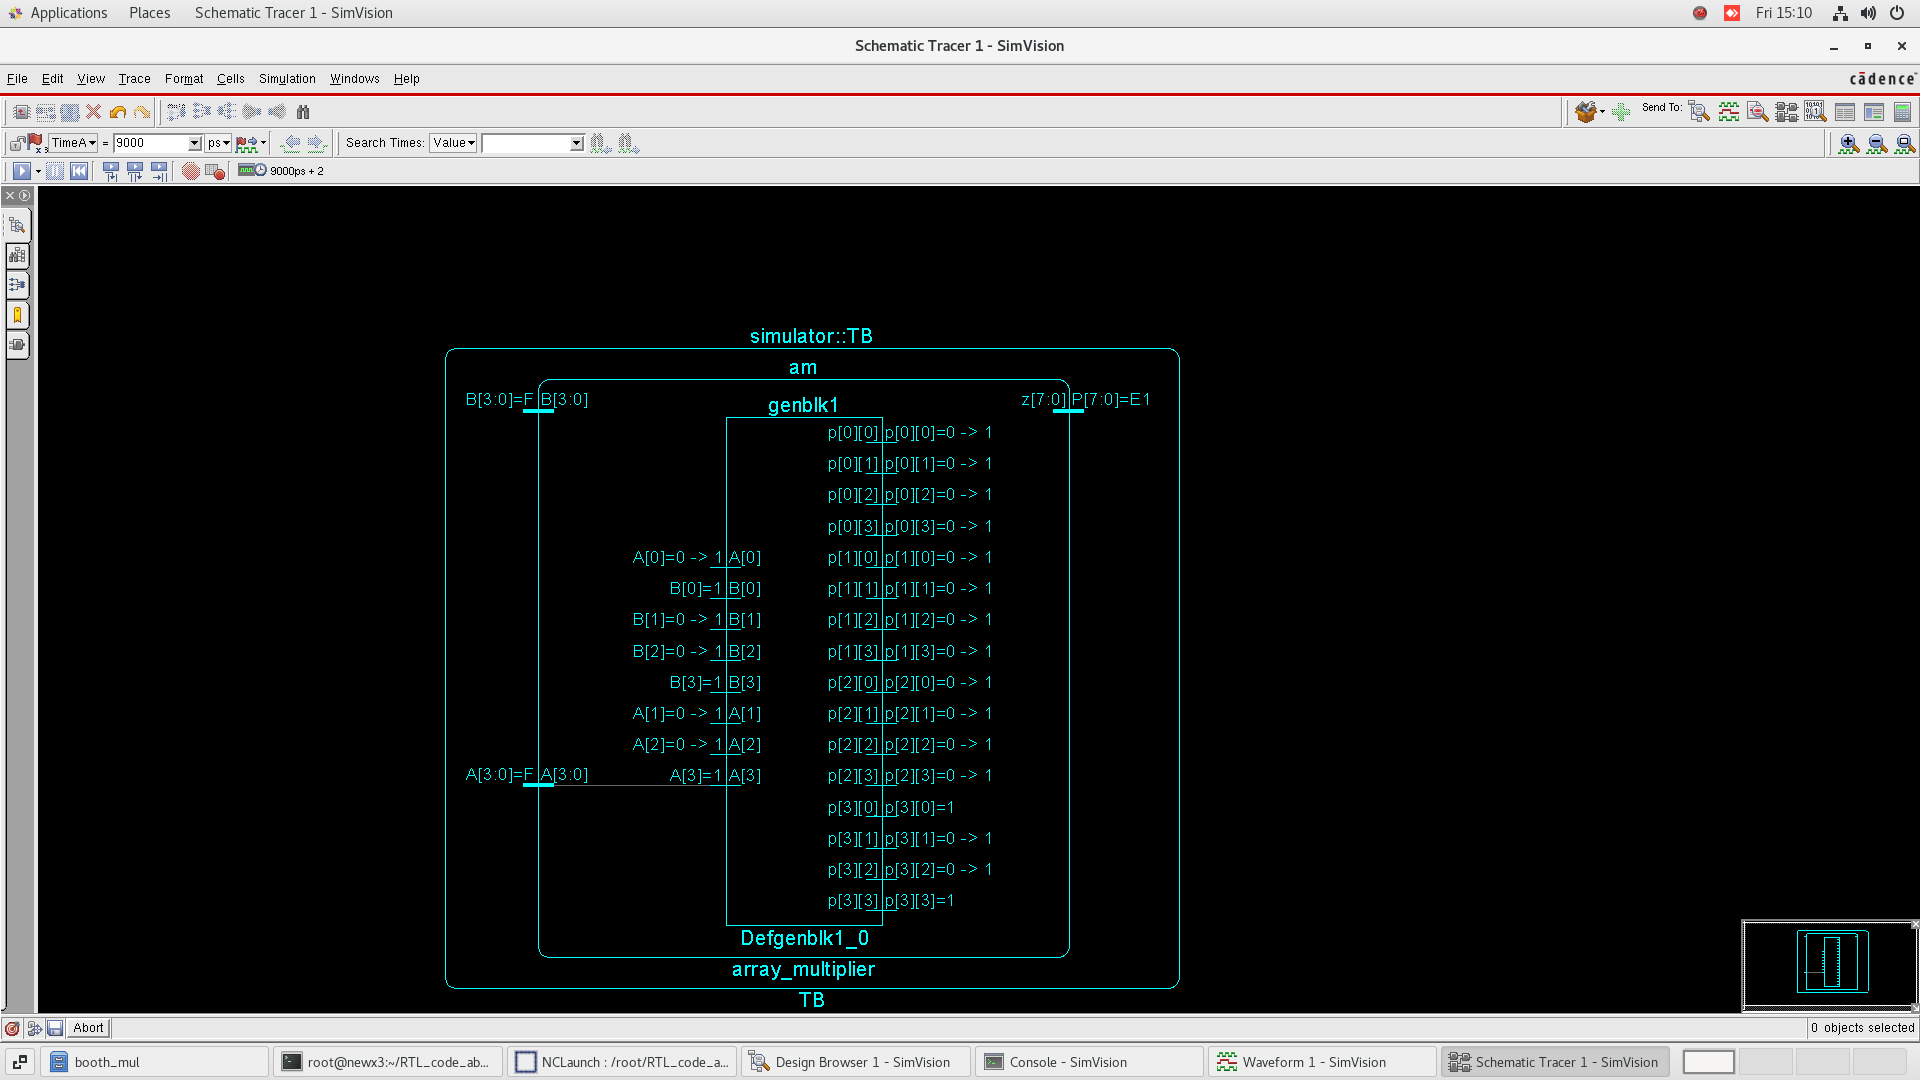 Applications Places Schematic Tracer 1 - SimVision Fri 15:10
Schematic Tracer 1 - SimVision
File Edit View Trace Format Cells Simulation Windows Help cādence
Send To:
TimeA = 9000 ps Search Times: Value
9000ps + 2
simulator::TB
am
B[3:0]=F B[3:0] z[7:0] P[7:0]=E1
genblk1
p[0][0] p[0][0]=0 -> 1
p[0][1] p[0][1]=0 -> 1
p[0][2] p[0][2]=0 -> 1
p[0][3] p[0][3]=0 -> 1
A[0]=0 -> 1 A[0] p[1][0] p[1][0]=0 -> 1
B[0]=1 B[0] p[1][1] p[1][1]=0 -> 1
B[1]=0 -> 1 B[1] p[1][2] p[1][2]=0 -> 1
B[2]=0 -> 1 B[2] p[1][3] p[1][3]=0 -> 1
B[3]=1 B[3] p[2][0] p[2][0]=0 -> 1
A[1]=0 -> 1 A[1] p[2][1] p[2][1]=0 -> 1
A[2]=0 -> 1 A[2] p[2][2] p[2][2]=0 -> 1
A[3:0]=F A[3:0] A[3]=1 A[3] p[2][3] p[2][3]=0 -> 1
p[3][0] p[3][0]=1
p[3][1] p[3][1]=0 -> 1
p[3][2] p[3][2]=0 -> 1
p[3][3] p[3][3]=1
Defgenblk1_0
array_multiplier
TB
Abort 0 objects selected
booth_mul root@newx3:~/RTL_code_ab... NCLaunch : /root/RTL_code_a... Design Browser 1 - SimVision Console - SimVision Waveform 1 - SimVision Schematic Tracer 1 - SimVision